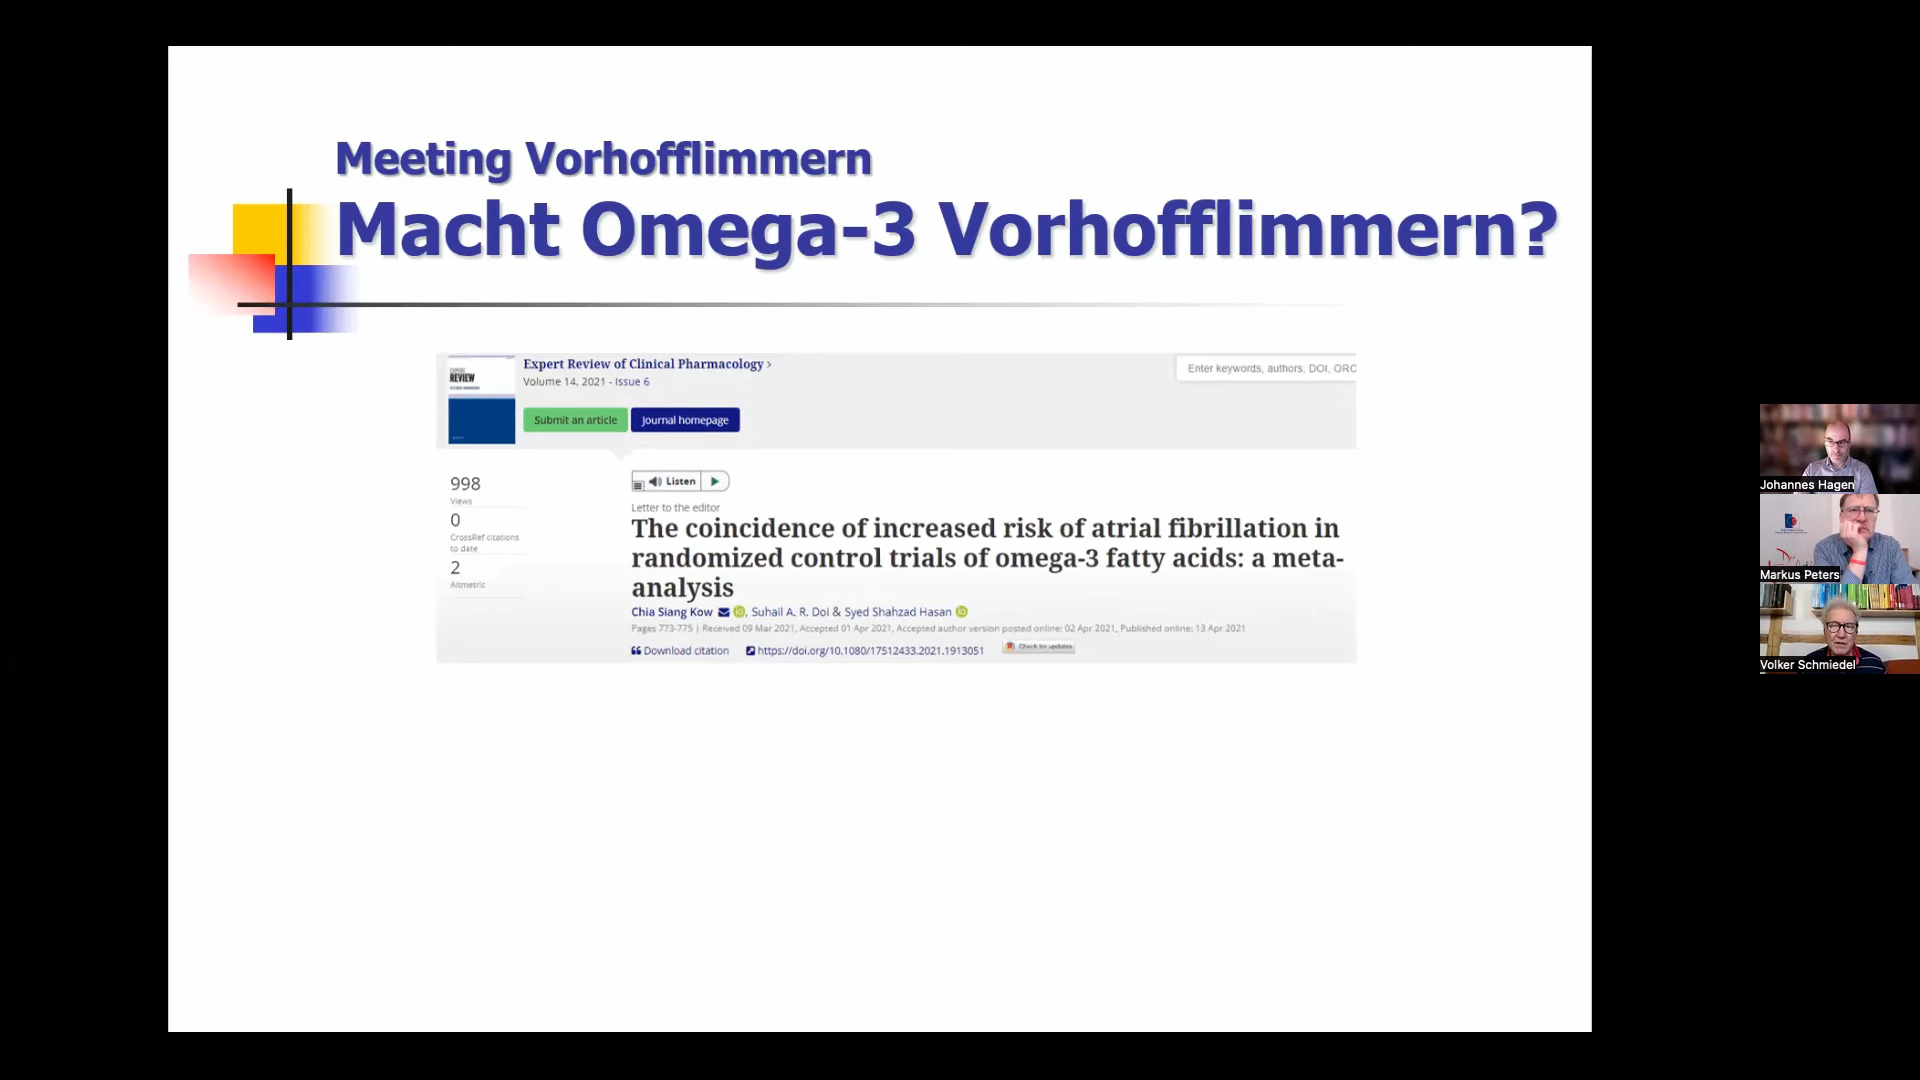 Meeting Vorhofflimmern
Macht Omega-3 Vorhofflimmern?
REVIEW
Expert Review of Clinical Pharmacology ›
Volume 14, 2021 - Issue 6
Enter keywords, authors, DOI, ORC
Submit an article
Journal homepage
998
Views
0
CrossRef citations
to date
2
Altmetric
Listen
Letter to the editor
The coincidence of increased risk of atrial fibrillation in
randomized control trials of omega-3 fatty acids: a meta-
analysis
Chia Siang Kow, Suhail A. R. Doi & Syed Shahzad Hasan
Pages 773-775 | Received 09 Mar 2021, Accepted 01 Apr 2021, Accepted author version posted online: 02 Apr 2021, Published online: 13 Apr 2021
Download citation
https://doi.org/10.1080/17512433.2021.1913051
Check for updates
Johannes Hagen
Markus Peters
Volker Schmiedel